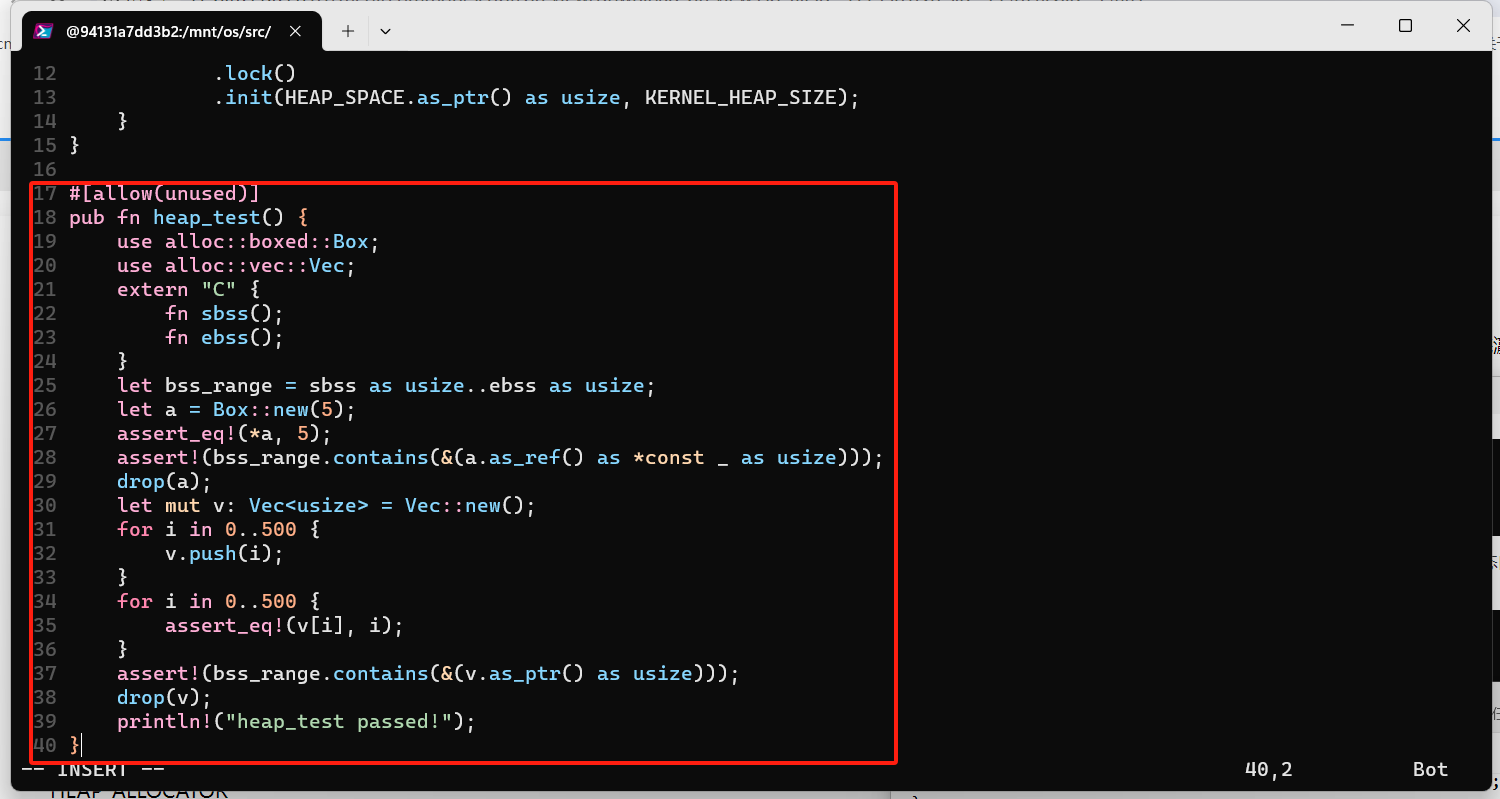 @94131a7dd3b2:/mnt/os/src/
12             .lock()
13             .init(HEAP_SPACE.as_ptr() as usize, KERNEL_HEAP_SIZE);
14     }
15 }
16
17 #[allow(unused)]
18 pub fn heap_test() {
19     use alloc::boxed::Box;
20     use alloc::vec::Vec;
21     extern "C" {
22         fn sbss();
23         fn ebss();
24     }
25     let bss_range = sbss as usize..ebss as usize;
26     let a = Box::new(5);
27     assert_eq!(*a, 5);
28     assert!(bss_range.contains(&(a.as_ref() as *const _ as usize)));
29     drop(a);
30     let mut v: Vec<usize> = Vec::new();
31     for i in 0..500 {
32         v.push(i);
33     }
34     for i in 0..500 {
35         assert_eq!(v[i], i);
36     }
37     assert!(bss_range.contains(&(v.as_ptr() as usize)));
38     drop(v);
39     println!("heap_test passed!");
40 }
-- INSERT -- 40,2 Bot
HEAP_ALLOCATOR